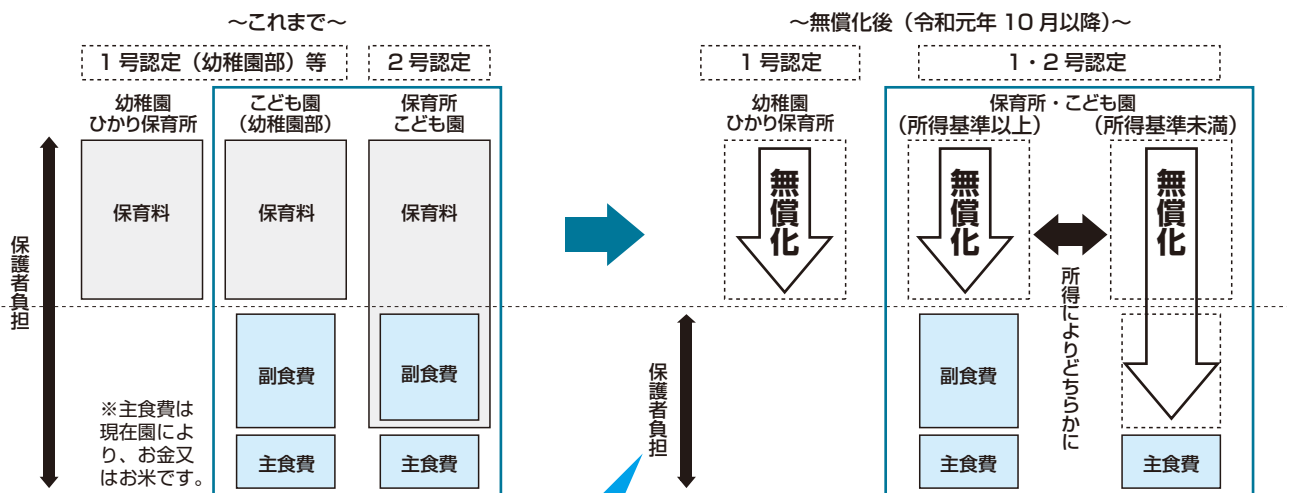 ～これまで～
1号認定（幼稚園部）等
2号認定
幼稚園
ひかり保育所
こども園
（幼稚園部）
保育所
こども園
保護者負担
保育料
保育料
保育料
副食費
副食費
※主食費は
現在園によ
り、お金又
はお米です。
主食費
主食費
～無償化後（令和元年10月以降）～
1号認定
1・2号認定
幼稚園
ひかり保育所
保育所・こども園
（所得基準以上）
（所得基準未満）
無償化
無償化
無償化
所得によりどちらかに
保護者負担
副食費
主食費
主食費